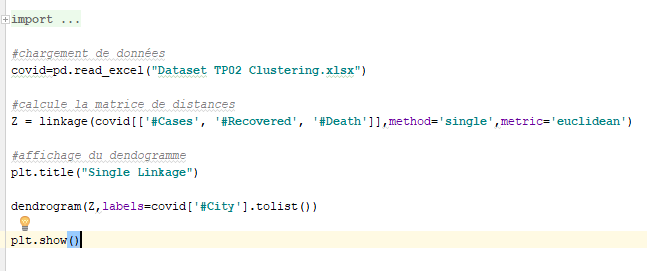 import ...
#chargement de données
covid=pd.read_excel("Dataset TP02 Clustering.xlsx")
#calcule la matrice de distances
Z = linkage(covid[['#Cases', '#Recovered', '#Death']],method='single',metric='euclidean')
#affichage du dendogramme
plt.title("Single Linkage")
dendrogram(Z,labels=covid['#City'].tolist())
plt.show()